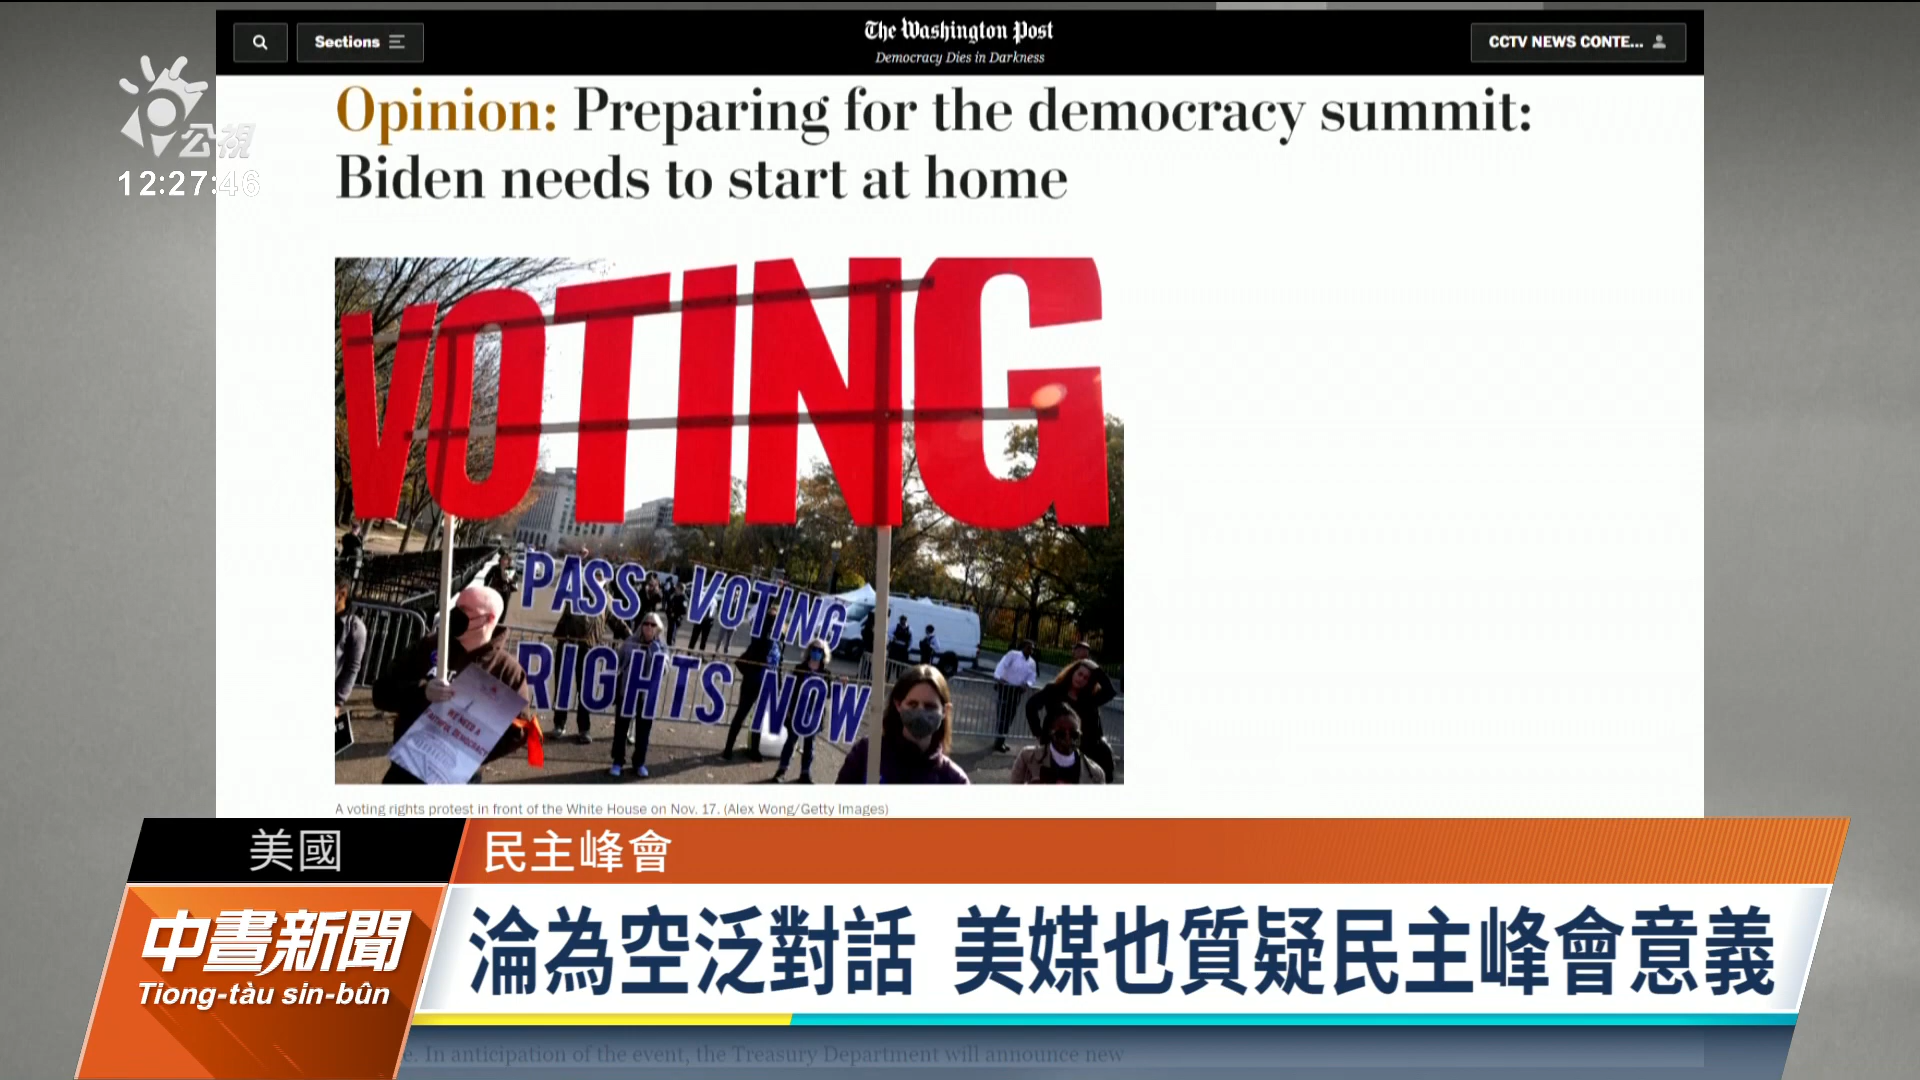 Sections
The Washington Post
Democracy Dies in Darkness
CCTV NEWS CONTE...
公視
12:27:46
Opinion: Preparing for the democracy summit:
Biden needs to start at home
VOTING
PASS VOTING
RIGHTS NOW
WE NEED A
DEMOCRACY
A voting rights protest in front of the White House on Nov. 17. (Alex Wong/Getty Images)
美國
民主峰會
中晝新聞
Tiong-tàu sin-bûn
淪為空泛對話 美媒也質疑民主峰會意義
e. In anticipation of the event, the Treasury Department will announce new